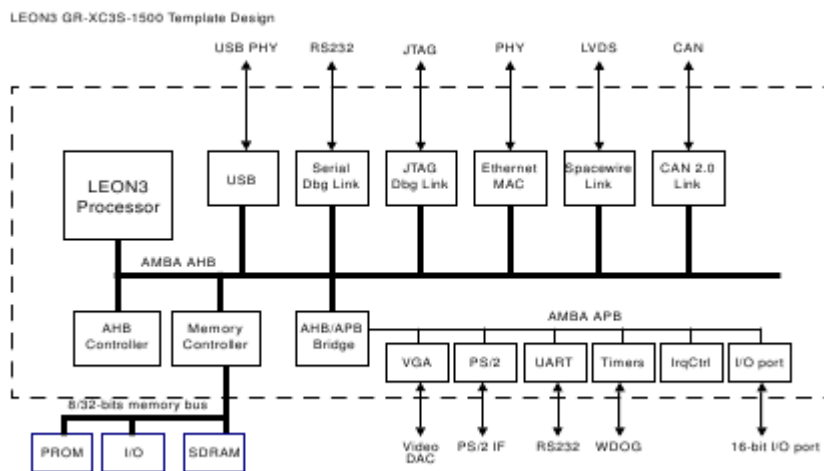 LEON3 GR-XC3S-1500 Template Design
USB PHY
RS232
JTAG
PHY
LVDS
CAN
LEON3
Processor
USB
Serial
Dbg Link
JTAG
Dbg Link
Ethernet
MAC
Spacewire
Link
CAN 2.0
Link
AMBA AHB
AHB
Controller
Memory
Controller
AHB/APB
Bridge
AMBA APB
VGA
PS/2
UART
Timers
IrqCtrl
I/O port
8/32-bits memory bus
PROM
I/O
SDRAM
Video
DAC
PS/2 IF
RS232
WDOG
16-bit I/O port